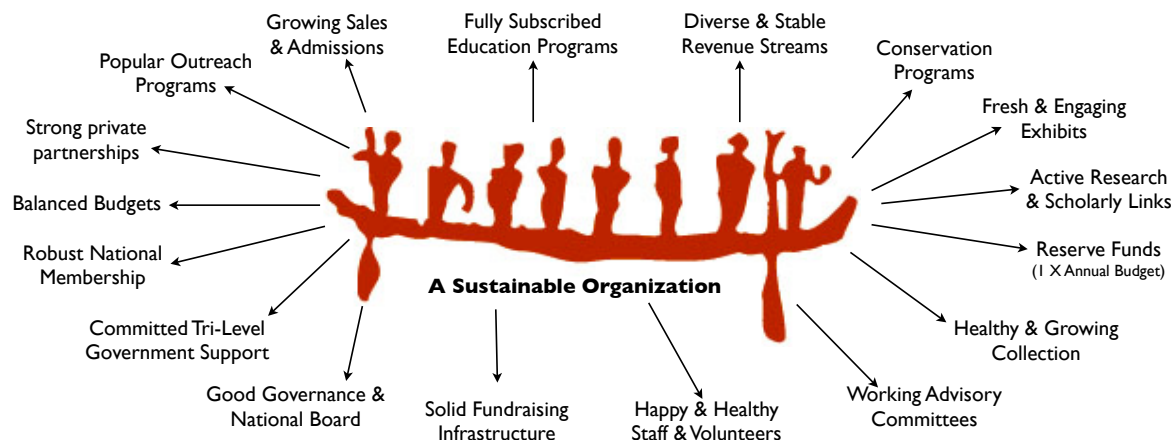 Growing Sales
& Admissions
Fully Subscribed
Education Programs
Diverse & Stable
Revenue Streams
Conservation
Programs
Popular Outreach
Programs
Fresh & Engaging
Exhibits
Strong private
partnerships
Active Research
& Scholarly Links
Balanced Budgets
Robust National
Membership
Reserve Funds
(1 X Annual Budget)
A Sustainable Organization
Committed Tri-Level
Government Support
Healthy & Growing
Collection
Good Governance &
National Board
Solid Fundraising
Infrastructure
Happy & Healthy
Staff & Volunteers
Working Advisory
Committees